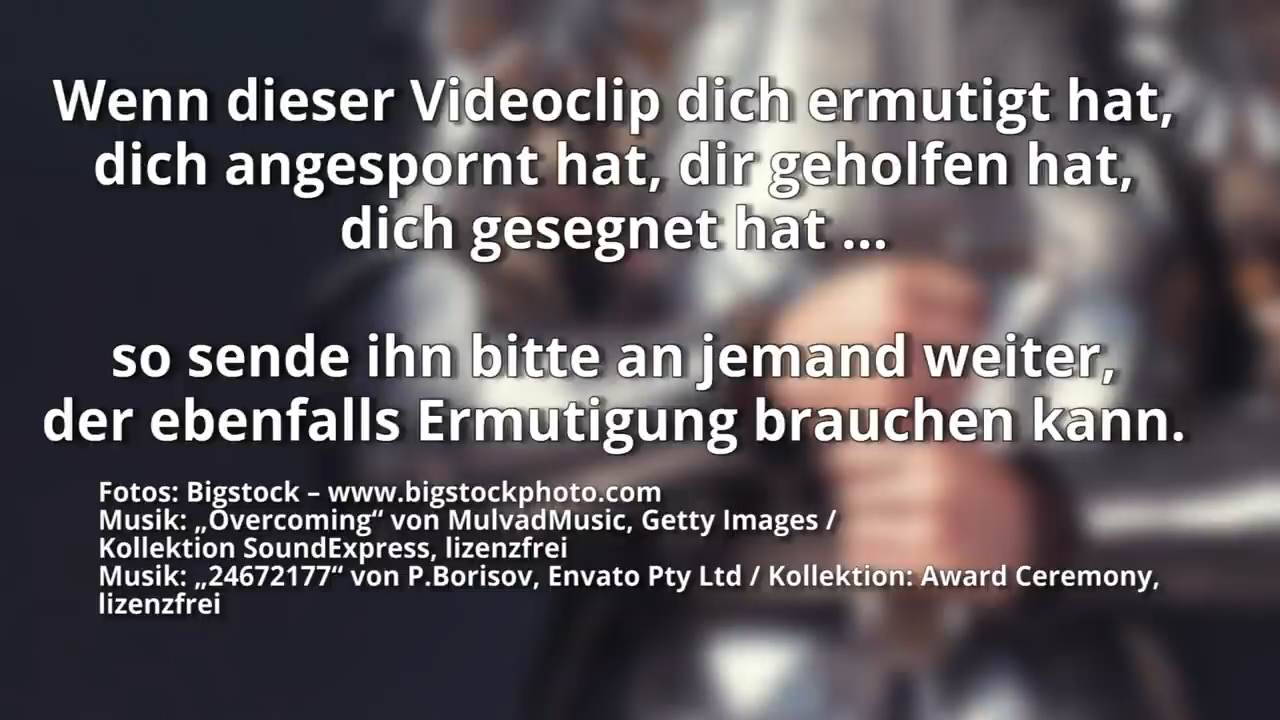 Wenn dieser Videoclip dich ermutigt hat,
dich angespornt hat, dir geholfen hat,
dich gesegnet hat ...
so sende ihn bitte an jemand weiter,
der ebenfalls Ermutigung brauchen kann.
Fotos: Bigstock – www.bigstockphoto.com
Musik: „Overcoming“ von MulvadMusic, Getty Images /
Kollektion SoundExpress, lizenzfrei
Musik: „24672177“ von P.Borisov, Envato Pty Ltd / Kollektion: Award Ceremony,
lizenzfrei